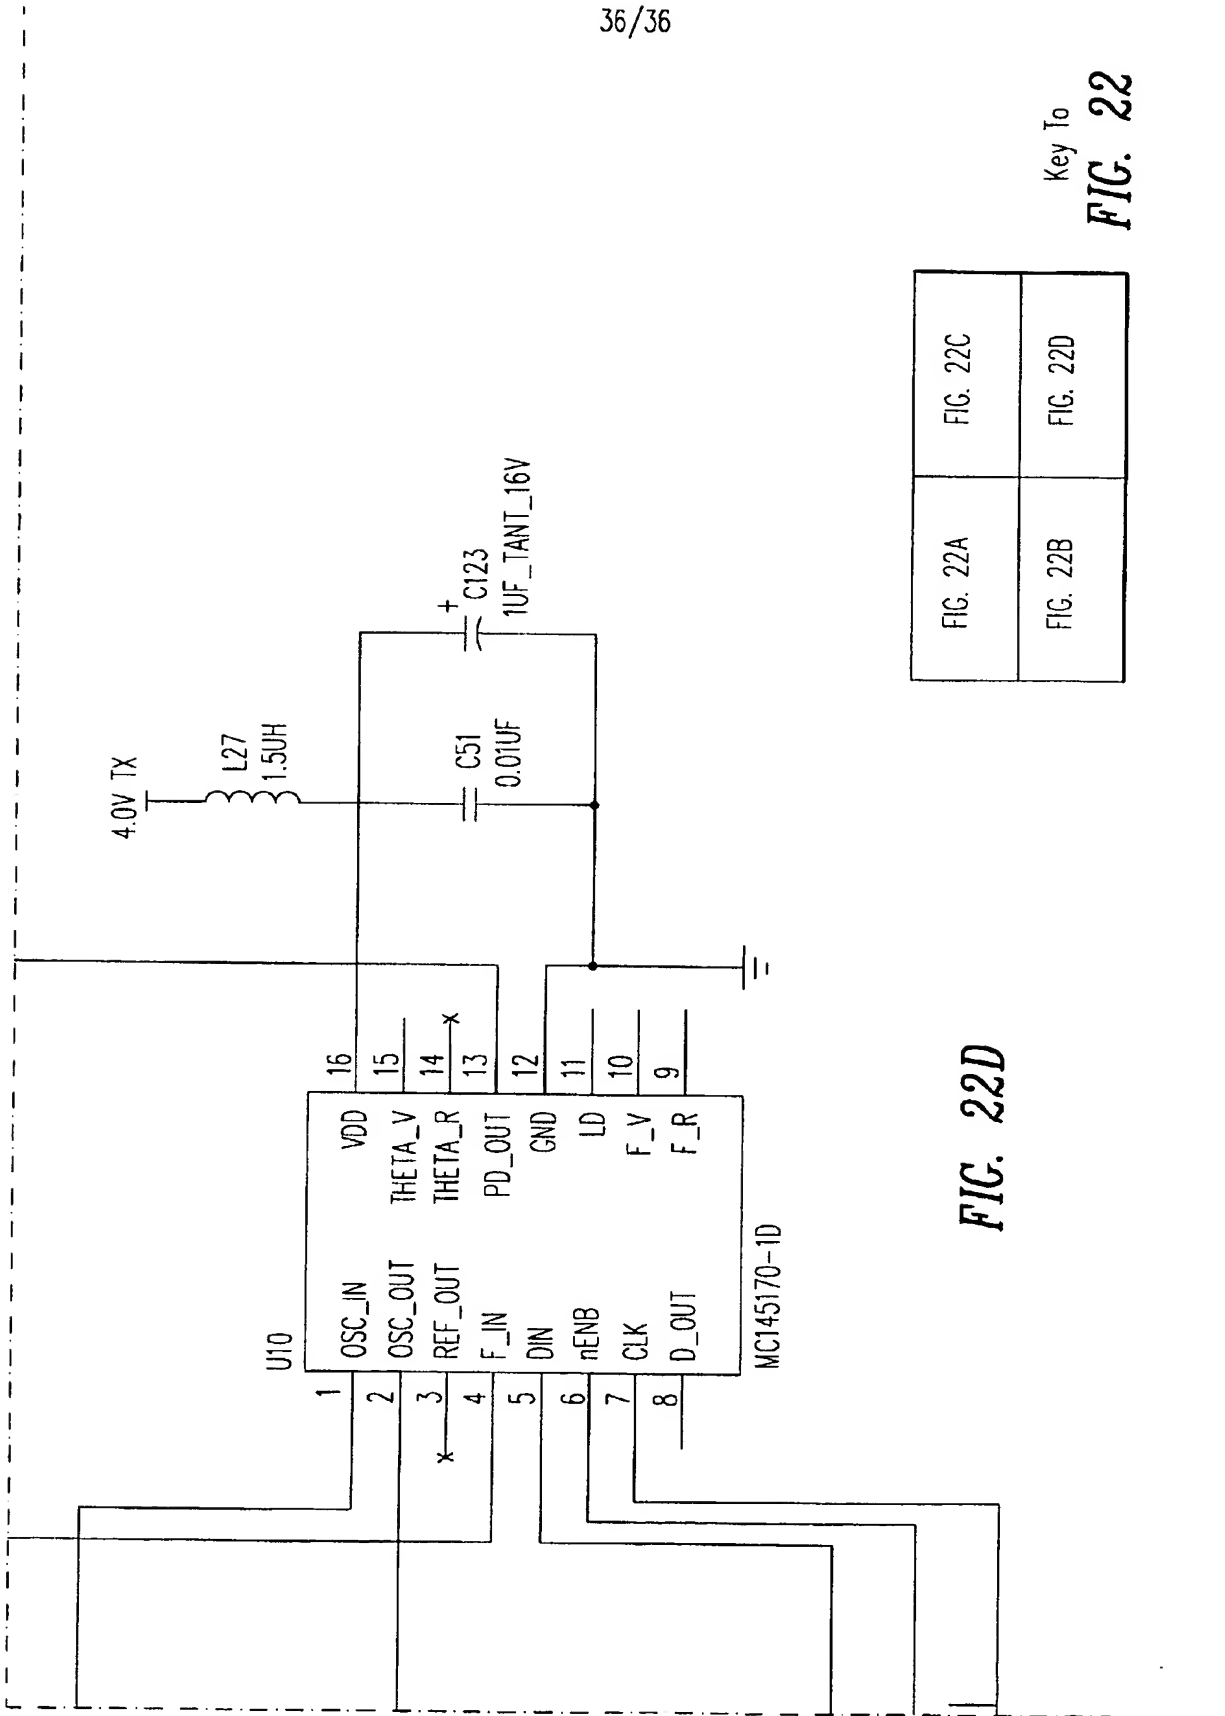 36/36
4.0V TX
L27
1.5UH
C51
0.01UF
+
C123
1UF_TANT_16V
U10
1 OSC_IN
2 OSC_OUT
3 REF_OUT
4 F_IN
5 DIN
6 nENB
7 CLK
8 D_OUT
VDD 16
THETA_V 15
THETA_R 14
PD_OUT 13
GND 12
LD 11
F_V 10
F_R 9
x
x
MC145170-1D
FIG. 22D
FIG. 22A FIG. 22C
FIG. 22B FIG. 22D
Key To
FIG. 22